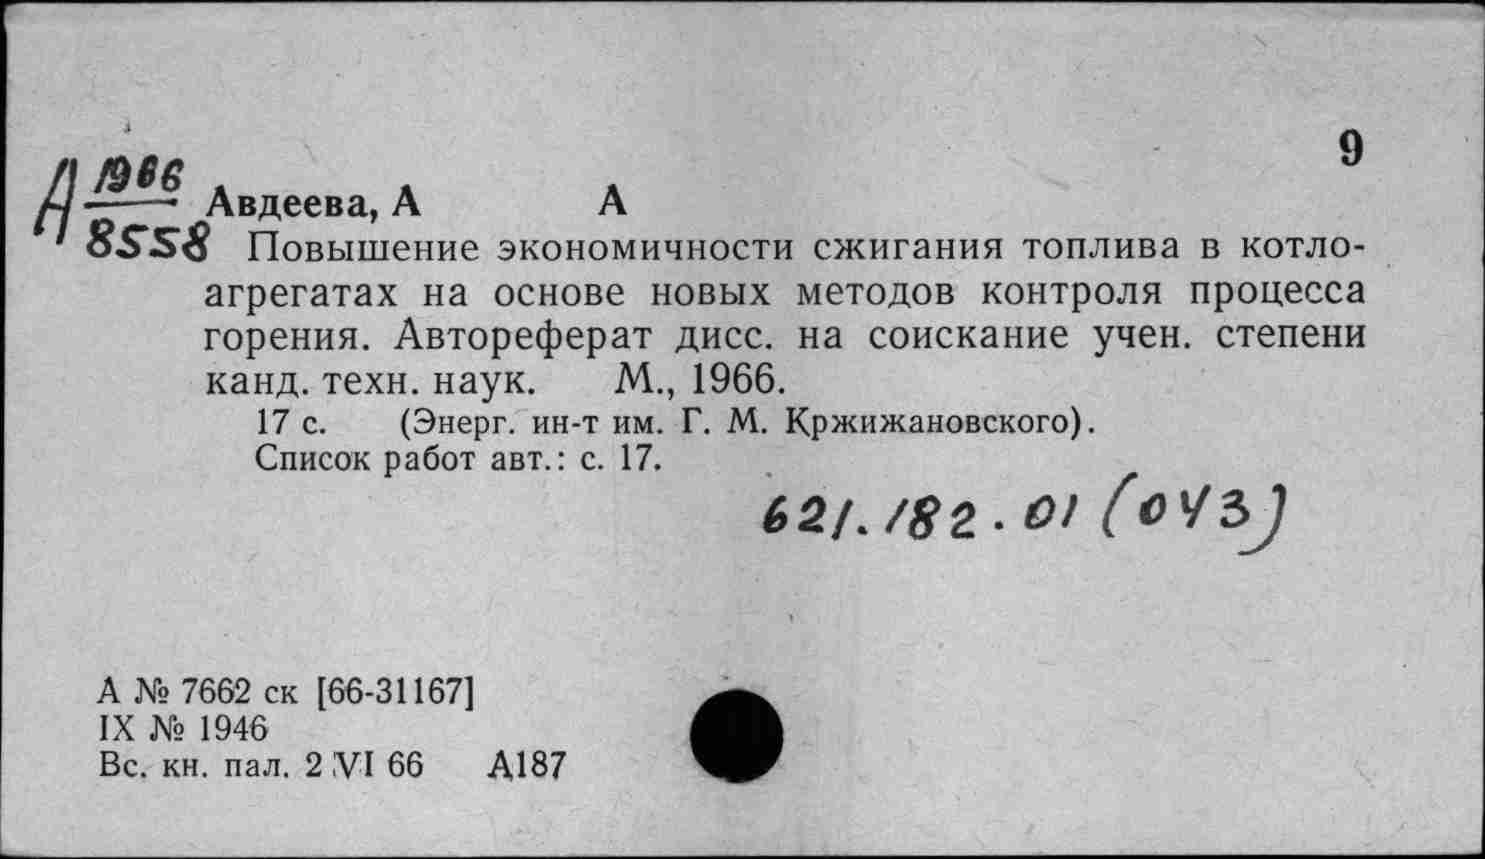 9
А 1966
8558
Авдеева, А А
Повышение экономичности сжигания топлива в котло-
агрегатах на основе новых методов контроля процесса
горения. Автореферат дисс. на соискание учен. степени
канд. техн. наук. М., 1966.
17 с. (Энерг. ин-т им. Г. М. Кржижановского).
Список работ авт.: с. 17.
621.182.01 (043)
А № 7662 ск [66-31167]
IX № 1946
Вс. кн. пал. 2 VI 66 А187